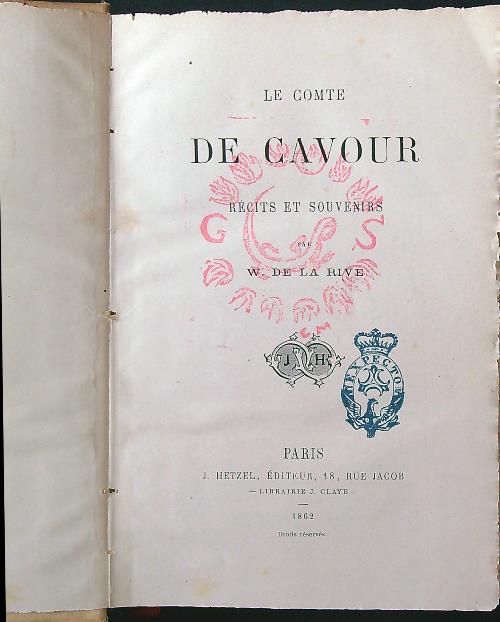 LE COMTE
DE CAVOUR
RÉCITS ET SOUVENIRS
PAR
W. DE LA RIVE
G S
G M
J H
EXPECTO
PARIS
J. HETZEL, ÉDITEUR, 18, RUE JACOB
— LIBRAIRIE J. CLAYE —
1862
Droits réservés